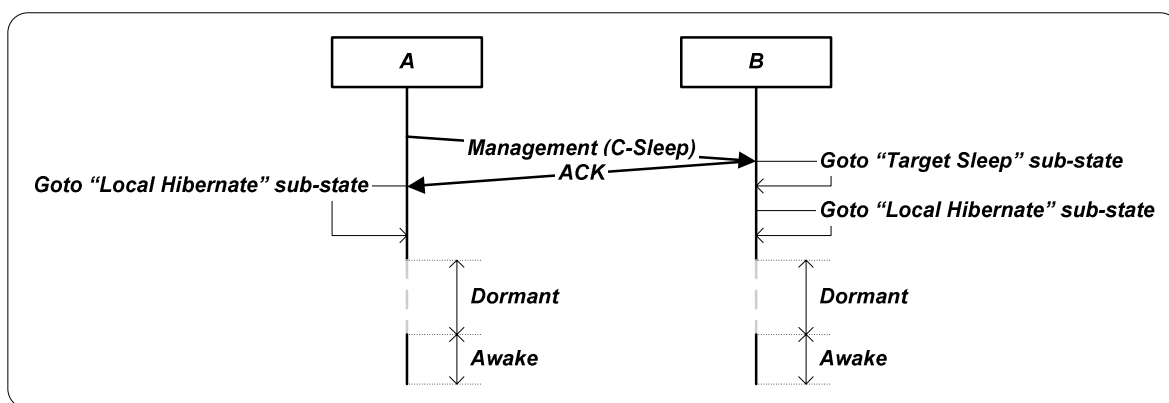 A
B
Management (C-Sleep)
ACK
Goto “Target Sleep” sub-state
Goto “Local Hibernate” sub-state
Goto “Local Hibernate” sub-state
Dormant
Dormant
Awake
Awake